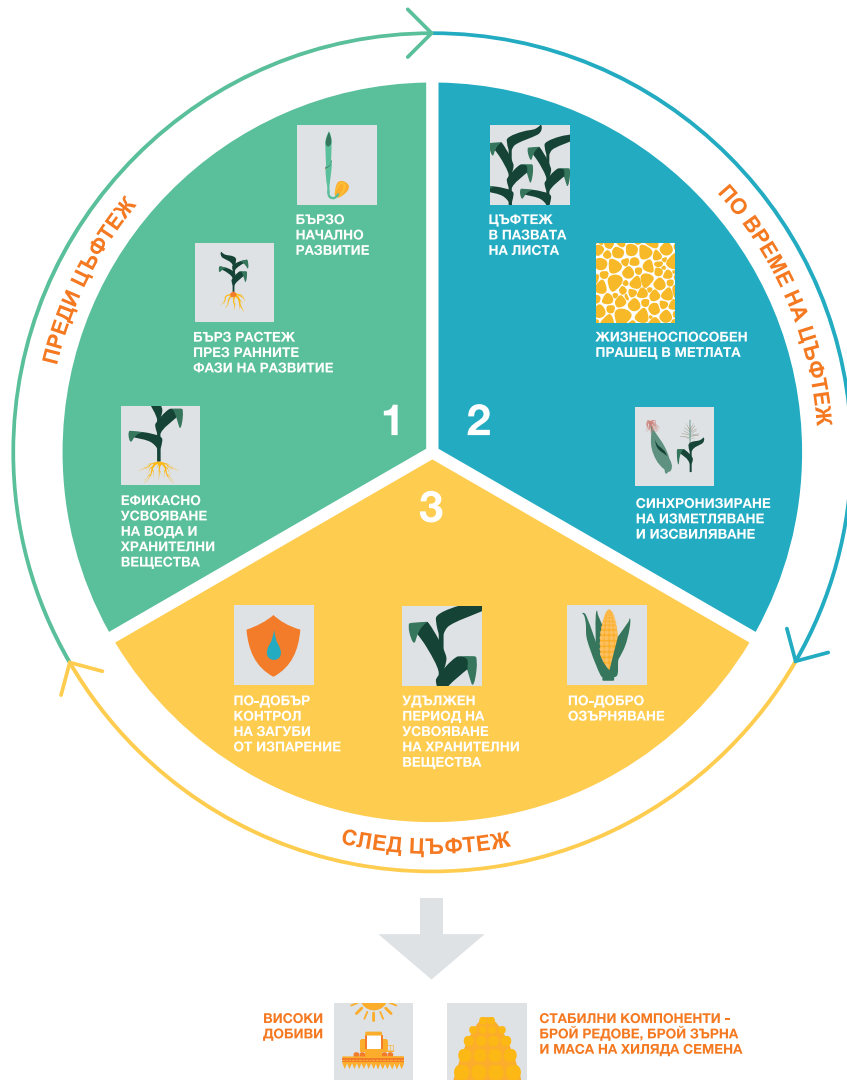 ПРЕДИ ЦЪФТЕЖ
1
БЪРЗО
НАЧАЛНО
РАЗВИТИЕ
БЪРЗ РАСТЕЖ
ПРЕЗ РАННИТЕ
ФАЗИ НА РАЗВИТИЕ
ЕФИКАСНО
УСВОЯВАНЕ
НА ВОДА И
ХРАНИТЕЛНИ
ВЕЩЕСТВА
ПО ВРЕМЕ НА ЦЪФТЕЖ
2
ЦЪФТЕЖ
В ПАЗВАТА
НА ЛИСТА
ЖИЗНЕНОСПОСОБЕН
ПРАШЕЦ В МЕТЛАТА
СИНХРОНИЗИРАНЕ
НА ИЗМЕТЛЯВАНЕ
И ИЗСВИЛЯВАНЕ
3
ПО-ДОБЪР
КОНТРОЛ
НА ЗАГУБИ
ОТ ИЗПАРЕНИЕ
УДЪЛЖЕН
ПЕРИОД НА
УСВОЯВАНЕ
НА ХРАНИТЕЛНИ
ВЕЩЕСТВА
ПО-ДОБРО
ОЗЪРНЯВАНЕ
СЛЕД ЦЪФТЕЖ
ВИСОКИ
ДОБИВИ
СТАБИЛНИ КОМПОНЕНТИ -
БРОЙ РЕДОВЕ, БРОЙ ЗЪРНА
И МАСА НА ХИЛЯДА СЕМЕНА